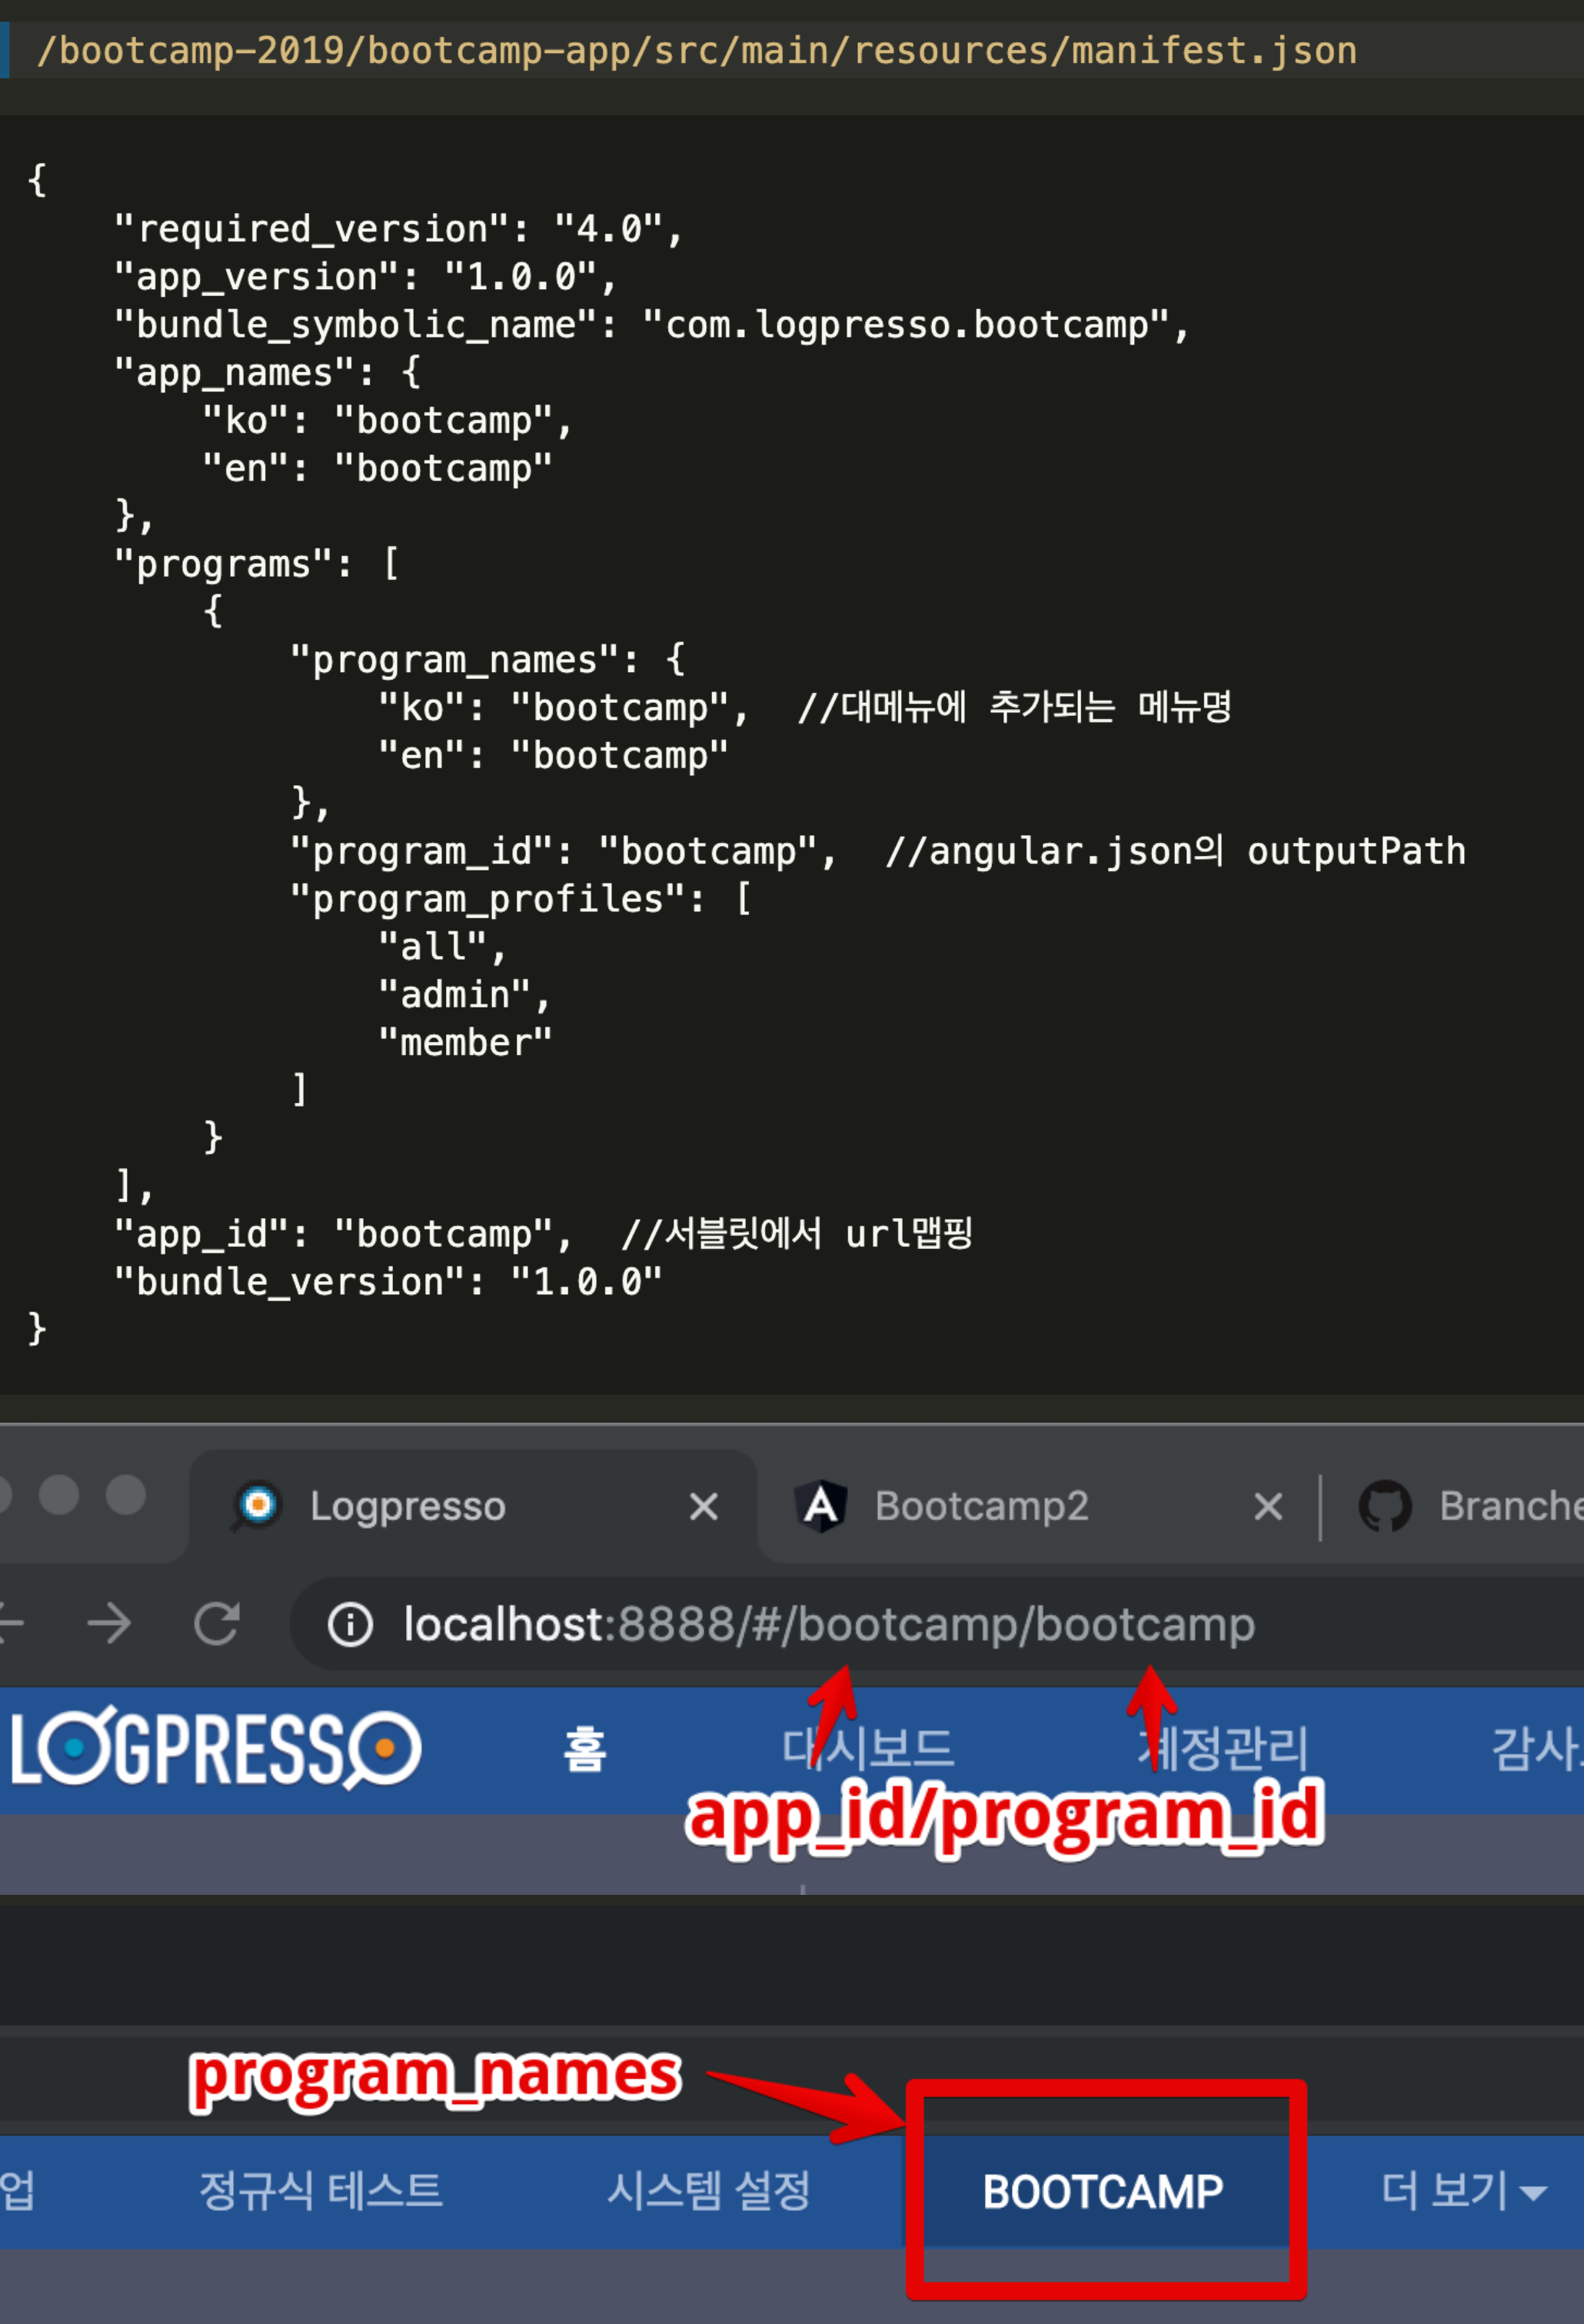 /bootcamp-2019/bootcamp-app/src/main/resources/manifest.json
{
"required_version": "4.0",
"app_version": "1.0.0",
"bundle_symbolic_name": "com.logpresso.bootcamp",
"app_names": {
"ko": "bootcamp",
"en": "bootcamp"
},
"programs": [
{
"program_names": {
"ko": "bootcamp",  //대메뉴에 추가되는 메뉴명
"en": "bootcamp"
},
"program_id": "bootcamp",  //angular.json의 outputPath
"program_profiles": [
"all",
"admin",
"member"
]
}
],
"app_id": "bootcamp",  //서블릿에서 url맵핑
"bundle_version": "1.0.0"
}
Logpresso Bootcamp2 Branche
localhost:8888/#/bootcamp/bootcamp
LOGPRESSO 홈 대시보드 계정관리 감사
app_id/program_id
program_names
업 정규식 테스트 시스템 설정 BOOTCAMP 더 보기